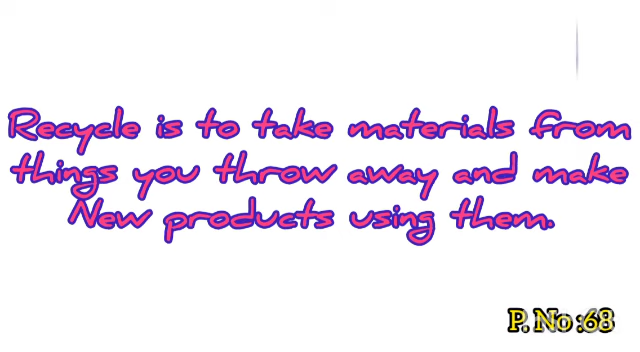 Recycle is to take materials from
things you throw away and make
New products using them.
P. No :68